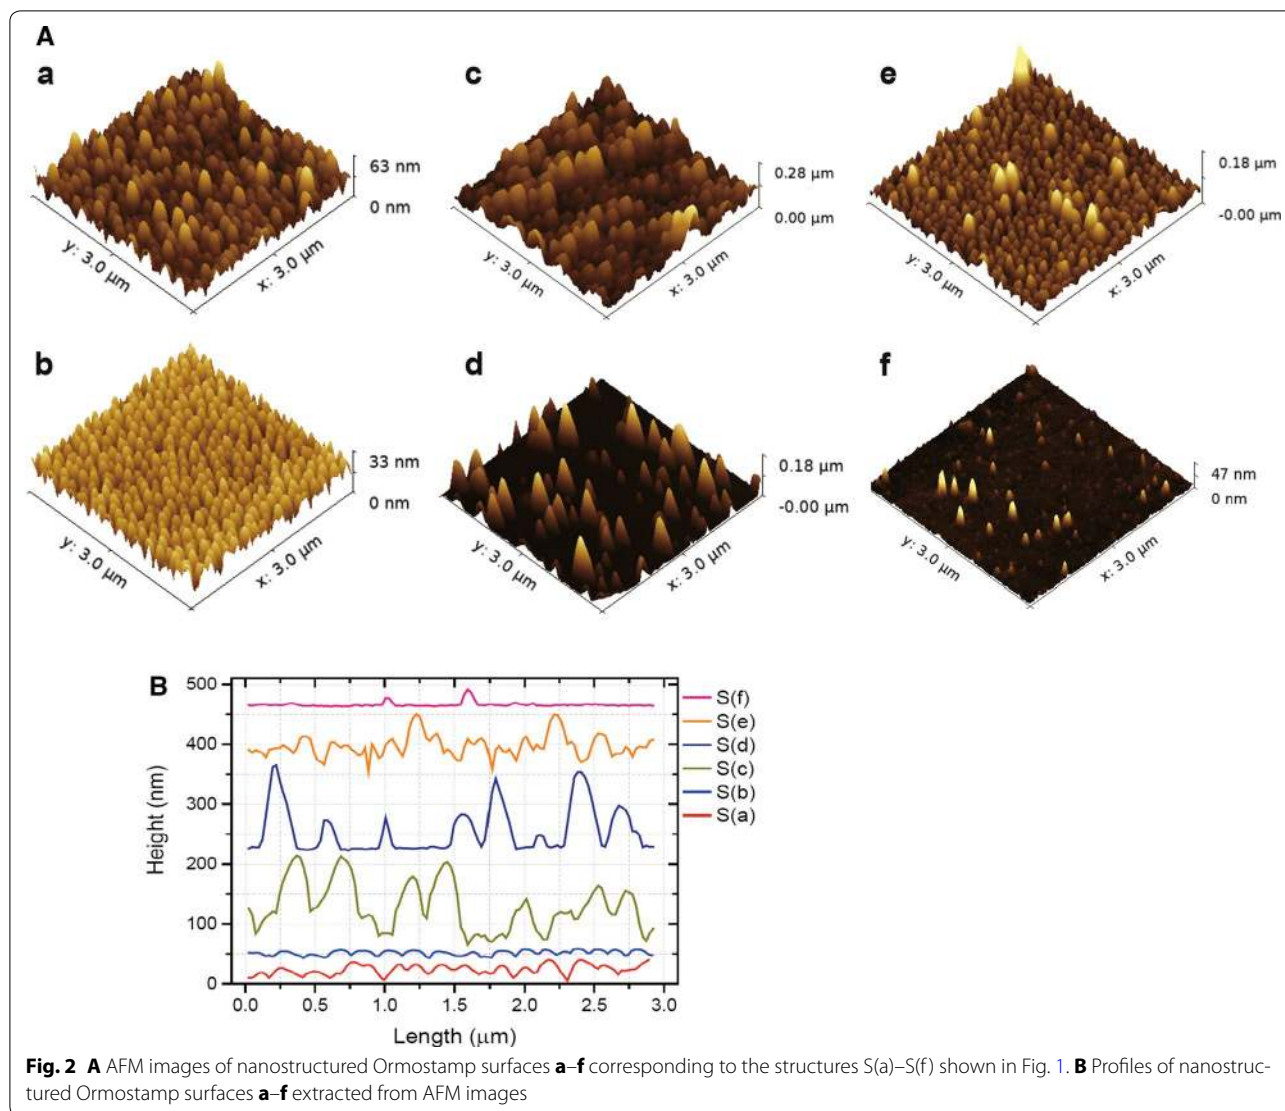 A
a
63 nm
0 nm
y: 3.0 µm
x: 3.0 µm
c
0.28 µm
0.00 µm
y: 3.0 µm
x: 3.0 µm
e
0.18 µm
-0.00 µm
y: 3.0 µm
x: 3.0 µm
b
33 nm
0 nm
y: 3.0 µm
x: 3.0 µm
d
0.18 µm
-0.00 µm
y: 3.0 µm
x: 3.0 µm
f
47 nm
0 nm
y: 3.0 µm
x: 3.0 µm
B
500
400
300
200
100
0
Height (nm)
0.0 0.5 1.0 1.5 2.0 2.5 3.0
Length (µm)
S(f)
S(e)
S(d)
S(c)
S(b)
S(a)
Fig. 2 A AFM images of nanostructured Ormostamp surfaces a–f corresponding to the structures S(a)–S(f) shown in Fig. 1. B Profiles of nanostruc-
tured Ormostamp surfaces a–f extracted from AFM images